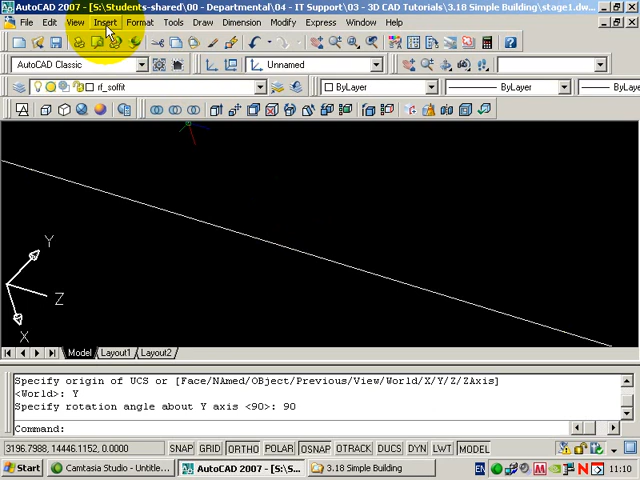 AutoCAD 2007 - [S:\Students-shared\00 - Departmental\04 - IT Support\03 - 3D CAD Tutorials\3.18 Simple Building\stage1.dw...
File Edit View Insert Format Tools Draw Dimension Modify Express Window Help
AutoCAD Classic
Unnamed
rf_soffit
ByLayer
ByLayer
ByL
Y
Z
X
Model Layout1 Layout2
Specify origin of UCS or [Face/NAmed/OBject/Previous/View/World/X/Y/Z/ZAxis]
<World>: Y
Specify rotation angle about Y axis <90>: 90
Command:
3196.7988, 14446.1152, 0.0000 SNAP GRID ORTHO POLAR OSNAP OTRACK DUCS DYN LWT MODEL
Start Camtasia Studio - Untitle... AutoCAD 2007 - [S:\S... 3.18 Simple Building EN 11:10